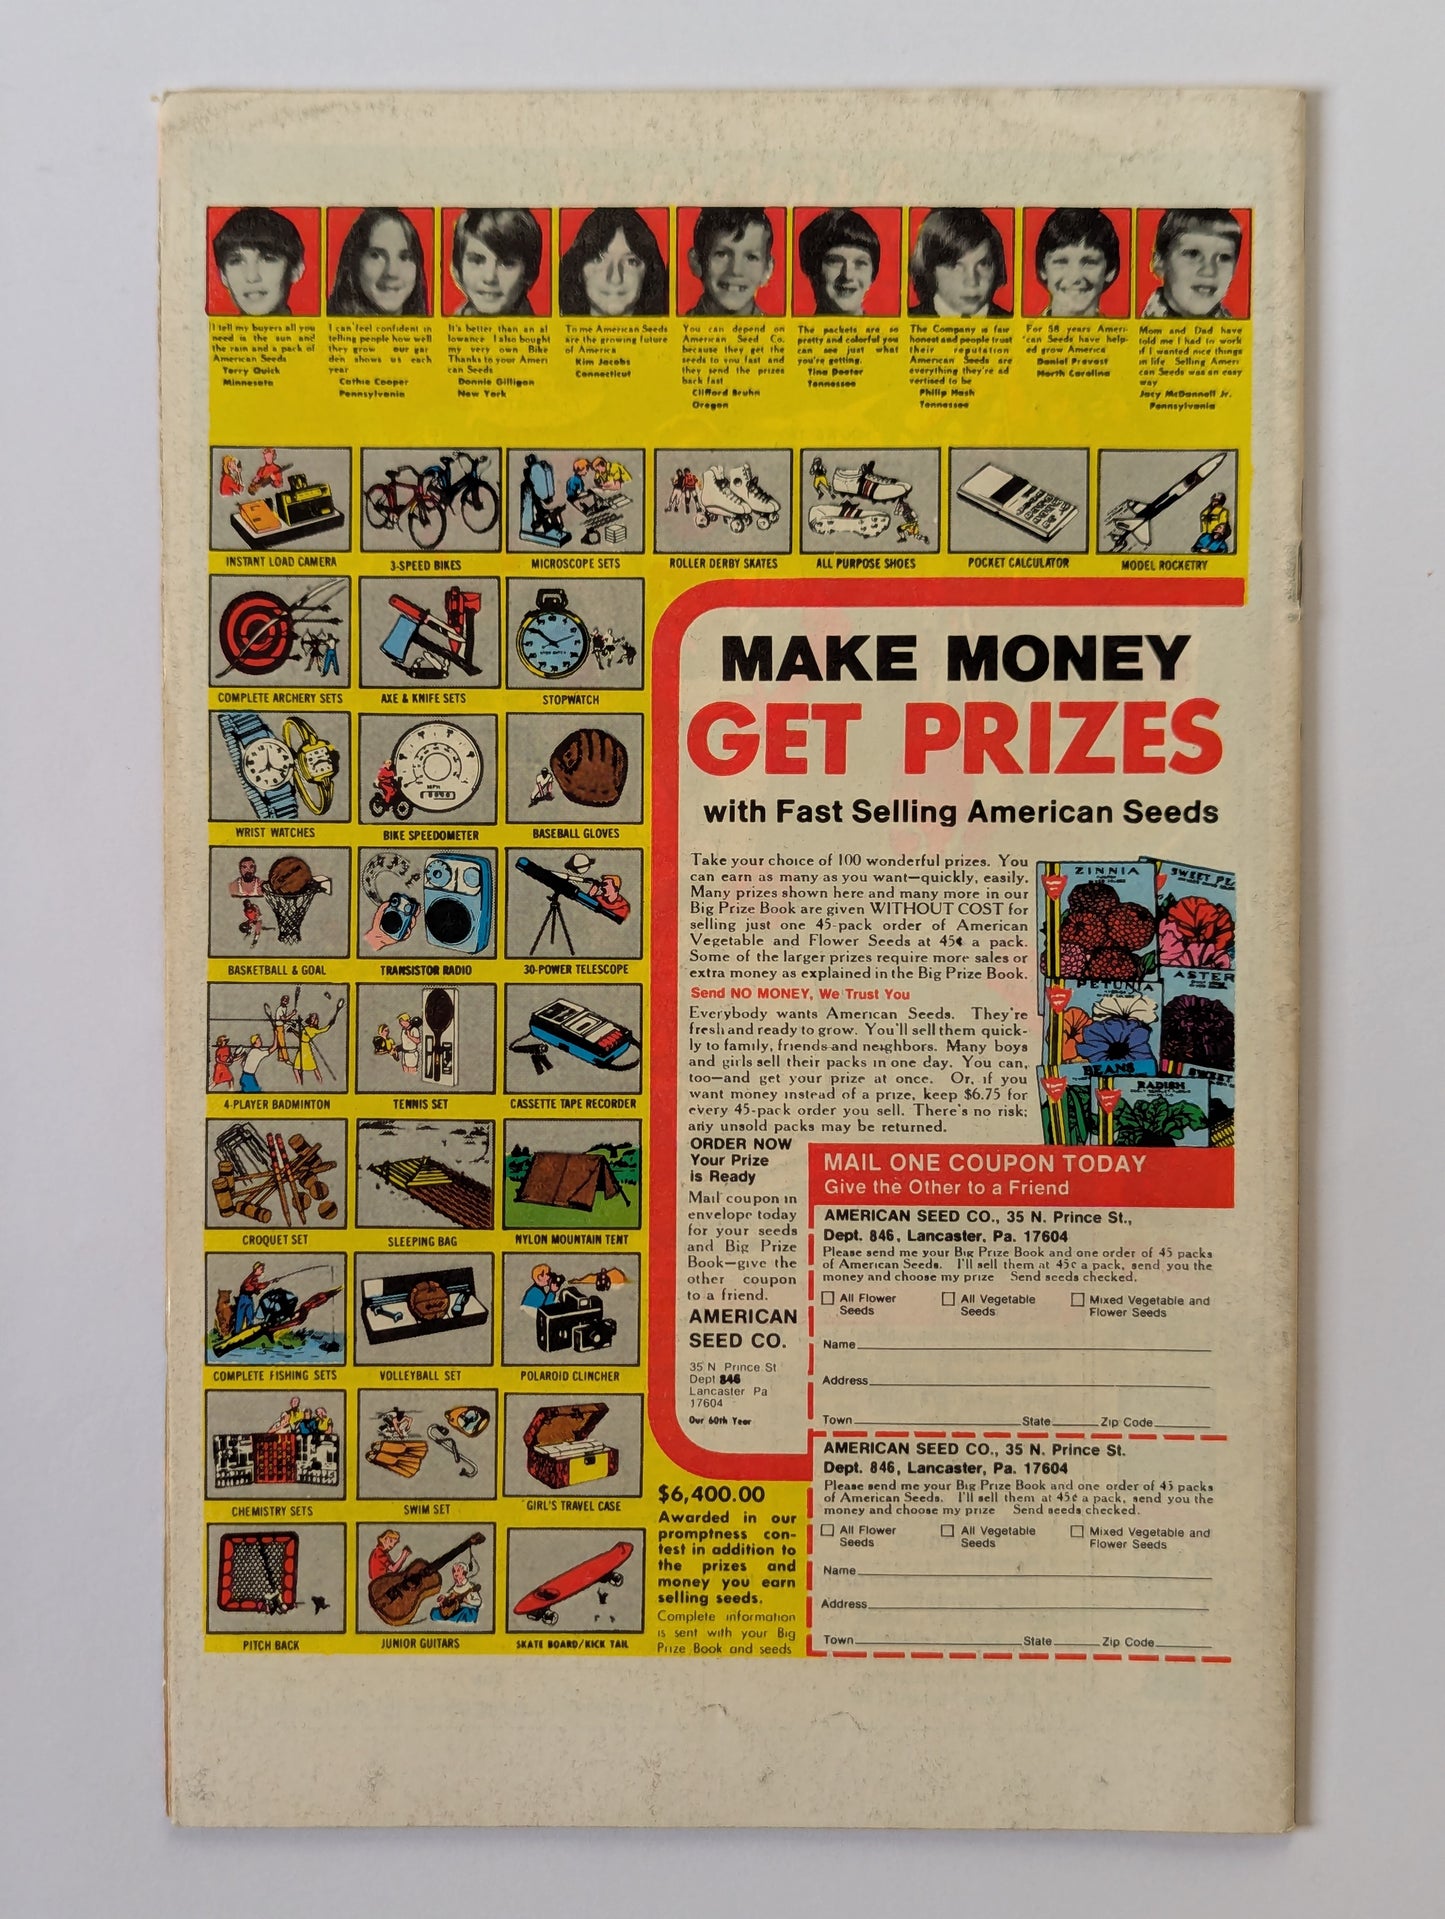 I tell my buyers all you
need is the sun and
the rain and a pack of
American Seeds
Terry Quick
Minnesota
I can feel confident in
telling people how well
they grow our gar
den shows us each
year
Cathie Cooper
Pennsylvania
It's better than an al
lowance I also bought
my very own Bike
Thanks to your Ameri
can Seeds
Donnie Gilligan
New York
To me American Seeds
are the growing future
of America
Kim Jacobs
Connecticut
You can depend on
American Seed Co.
because they get the
seeds to you fast and
they send the prizes
back fast
Clifford Bruhn
Oregon
The packets are so
pretty and colorful you
can see just what
you're getting.
Tina Deeter
Tennessee
The Company is fair
honest and people trust
their reputation
American Seeds are
everything they're ad
vertised to be
Philip Mash
Tennessee
For 58 years Ameri-
can Seeds have help-
ed grow America
Daniel Provost
North Carolina
Mom and Dad have
told me I had to work
if I wanted nice things
in life Selling Ameri
can Seeds was an easy
way
Jacy McDannell Jr.
Pennsylvania
INSTANT LOAD CAMERA
3-SPEED BIKES
MICROSCOPE SETS
ROLLER DERBY SKATES
ALL PURPOSE SHOES
POCKET CALCULATOR
MODEL ROCKETRY
COMPLETE ARCHERY SETS
AXE & KNIFE SETS
STOPWATCH
WRIST WATCHES
MPH
BIKE SPEEDOMETER
BASEBALL GLOVES
BASKETBALL & GOAL
TRANSISTOR RADIO
30-POWER TELESCOPE
4-PLAYER BADMINTON
TENNIS SET
CASSETTE TAPE RECORDER
CROQUET SET
SLEEPING BAG
NYLON MOUNTAIN TENT
COMPLETE FISHING SETS
VOLLEYBALL SET
POLAROID CLINCHER
CHEMISTRY SETS
SWIM SET
GIRL'S TRAVEL CASE
PITCH BACK
JUNIOR GUITARS
SKATE BOARD/KICK TAIL
MAKE MONEY
GET PRIZES
with Fast Selling American Seeds
Take your choice of 100 wonderful prizes. You
can earn as many as you want—quickly, easily.
Many prizes shown here and many more in our
Big Prize Book are given WITHOUT COST for
selling just one 45-pack order of American
Vegetable and Flower Seeds at 45¢ a pack.
Some of the larger prizes require more sales or
extra money as explained in the Big Prize Book.
Send NO MONEY, We Trust You
Everybody wants American Seeds. They're
fresh and ready to grow. You'll sell them quick-
ly to family, friends and neighbors. Many boys
and girls sell their packs in one day. You can,
too—and get your prize at once. Or, if you
want money instead of a prize, keep $6.75 for
every 45-pack order you sell. There's no risk;
any unsold packs may be returned.
ZINNIA
SWEET PE
ASTER
PETUNIA
BEANS
RADISH
SWEET
ORDER NOW
Your Prize
is Ready
Mail coupon in
envelope today
for your seeds
and Big Prize
Book—give the
other coupon
to a friend.
AMERICAN
SEED CO.
35 N Prince St
Dept 846
Lancaster Pa
17604
Our 60th Year
$6,400.00
Awarded in our
promptness con-
test in addition to
the prizes and
money you earn
selling seeds.
Complete information
is sent with your Big
Prize Book and seeds
MAIL ONE COUPON TODAY
Give the Other to a Friend
AMERICAN SEED CO., 35 N. Prince St.,
Dept. 846, Lancaster, Pa. 17604
Please send me your Big Prize Book and one order of 45 packs
of American Seeds. I'll sell them at 45¢ a pack, send you the
money and choose my prize Send seeds checked.
All Flower
Seeds
All Vegetable
Seeds
Mixed Vegetable and
Flower Seeds
Name
Address
Town State Zip Code
AMERICAN SEED CO., 35 N. Prince St.
Dept. 846, Lancaster, Pa. 17604
Please send me your Big Prize Book and one order of 45 packs
of American Seeds. I'll sell them at 45¢ a pack, send you the
money and choose my prize Send seeds checked.
All Flower
Seeds
All Vegetable
Seeds
Mixed Vegetable and
Flower Seeds
Name
Address
Town State Zip Code